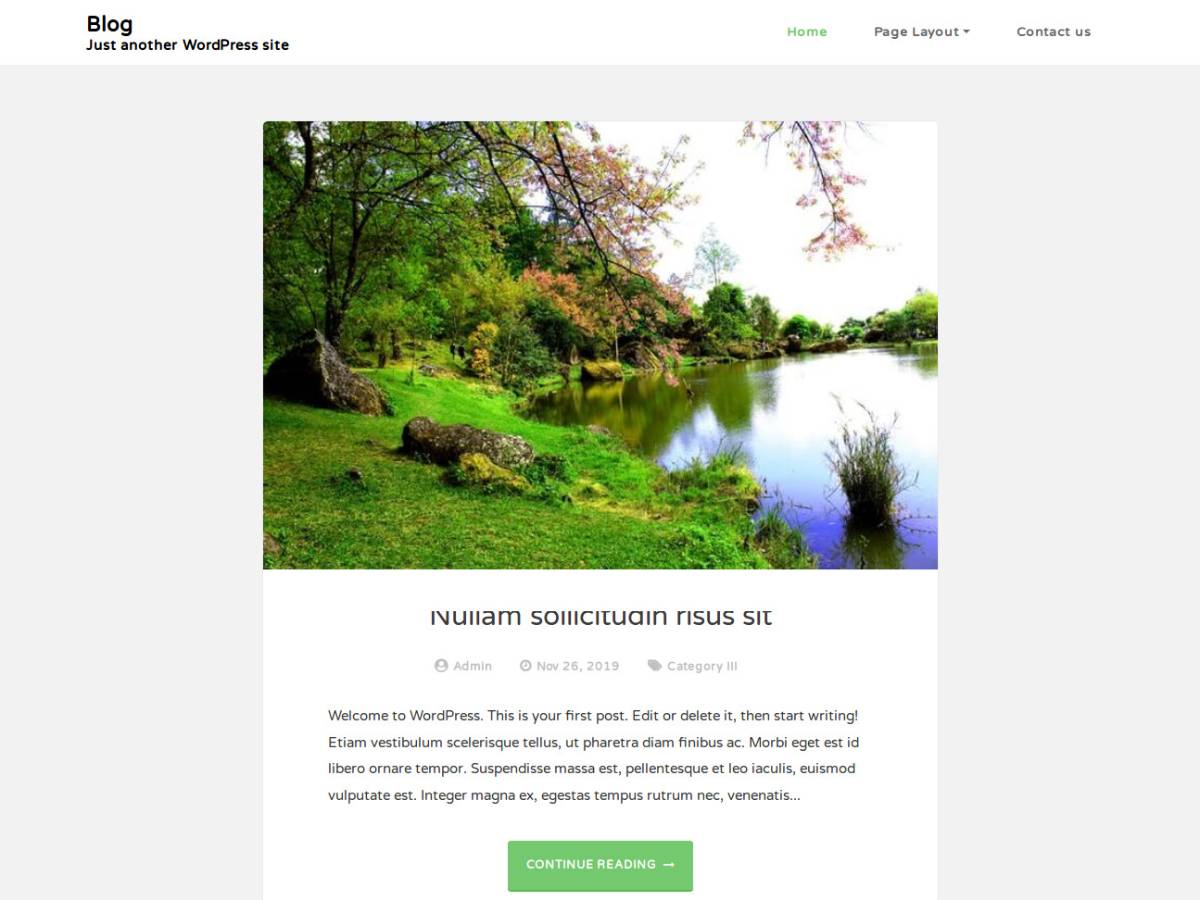 Blog
Just another WordPress site
Home
Page Layout
Contact us
Nullam sollicitudin risus sit
Admin
Nov 26, 2019
Category III
Welcome to WordPress. This is your first post. Edit or delete it, then start writing!
Etiam vestibulum scelerisque tellus, ut pharetra diam finibus ac. Morbi eget est id
libero ornare tempor. Suspendisse massa est, pellentesque et leo iaculis, euismod
vulputate est. Integer magna ex, egestas tempus rutrum nec, venenatis...
CONTINUE READING →